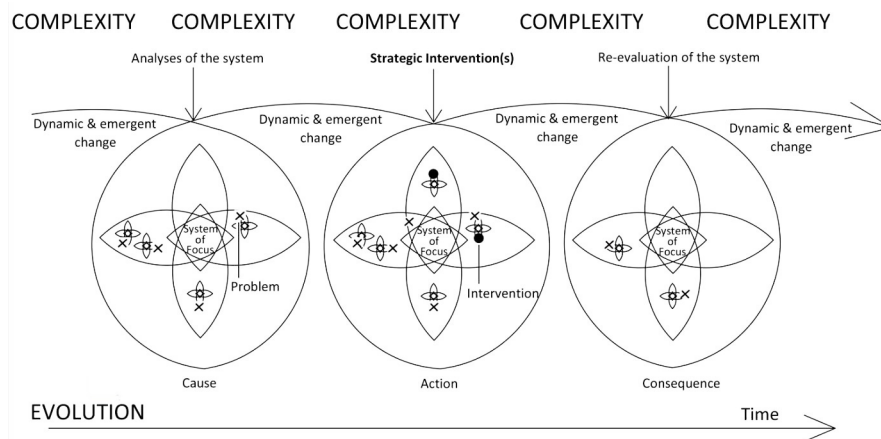 COMPLEXITY COMPLEXITY COMPLEXITY COMPLEXITY COMPLEXITY
Analyses of the system
Strategic Intervention(s)
Re-evaluation of the system
Dynamic & emergent
change
Dynamic & emergent
change
Dynamic & emergent
change
Dynamic & emergent
change
System
of
Focus
Problem
System
of
Focus
Intervention
System
of
Focus
Cause
Action
Consequence
EVOLUTION
Time